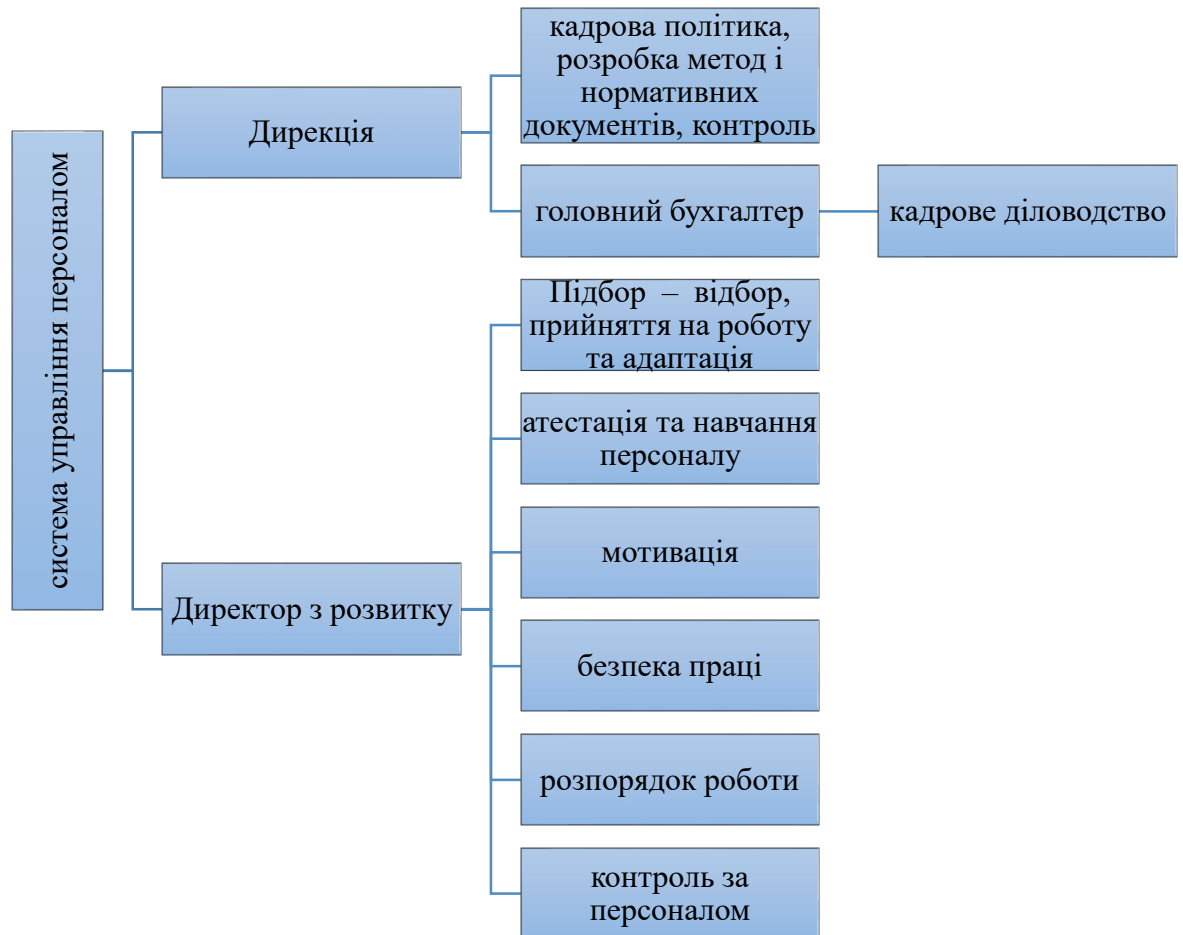 система управління персоналом
Дирекція
кадрова політика,
розробка метод і
нормативних
документів, контроль
головний бухгалтер
кадрове діловодство
Директор з розвитку
Підбор – відбор,
прийняття на роботу
та адаптація
атестація та навчання
персоналу
мотивація
безпека праці
розпорядок роботи
контроль за
персоналом